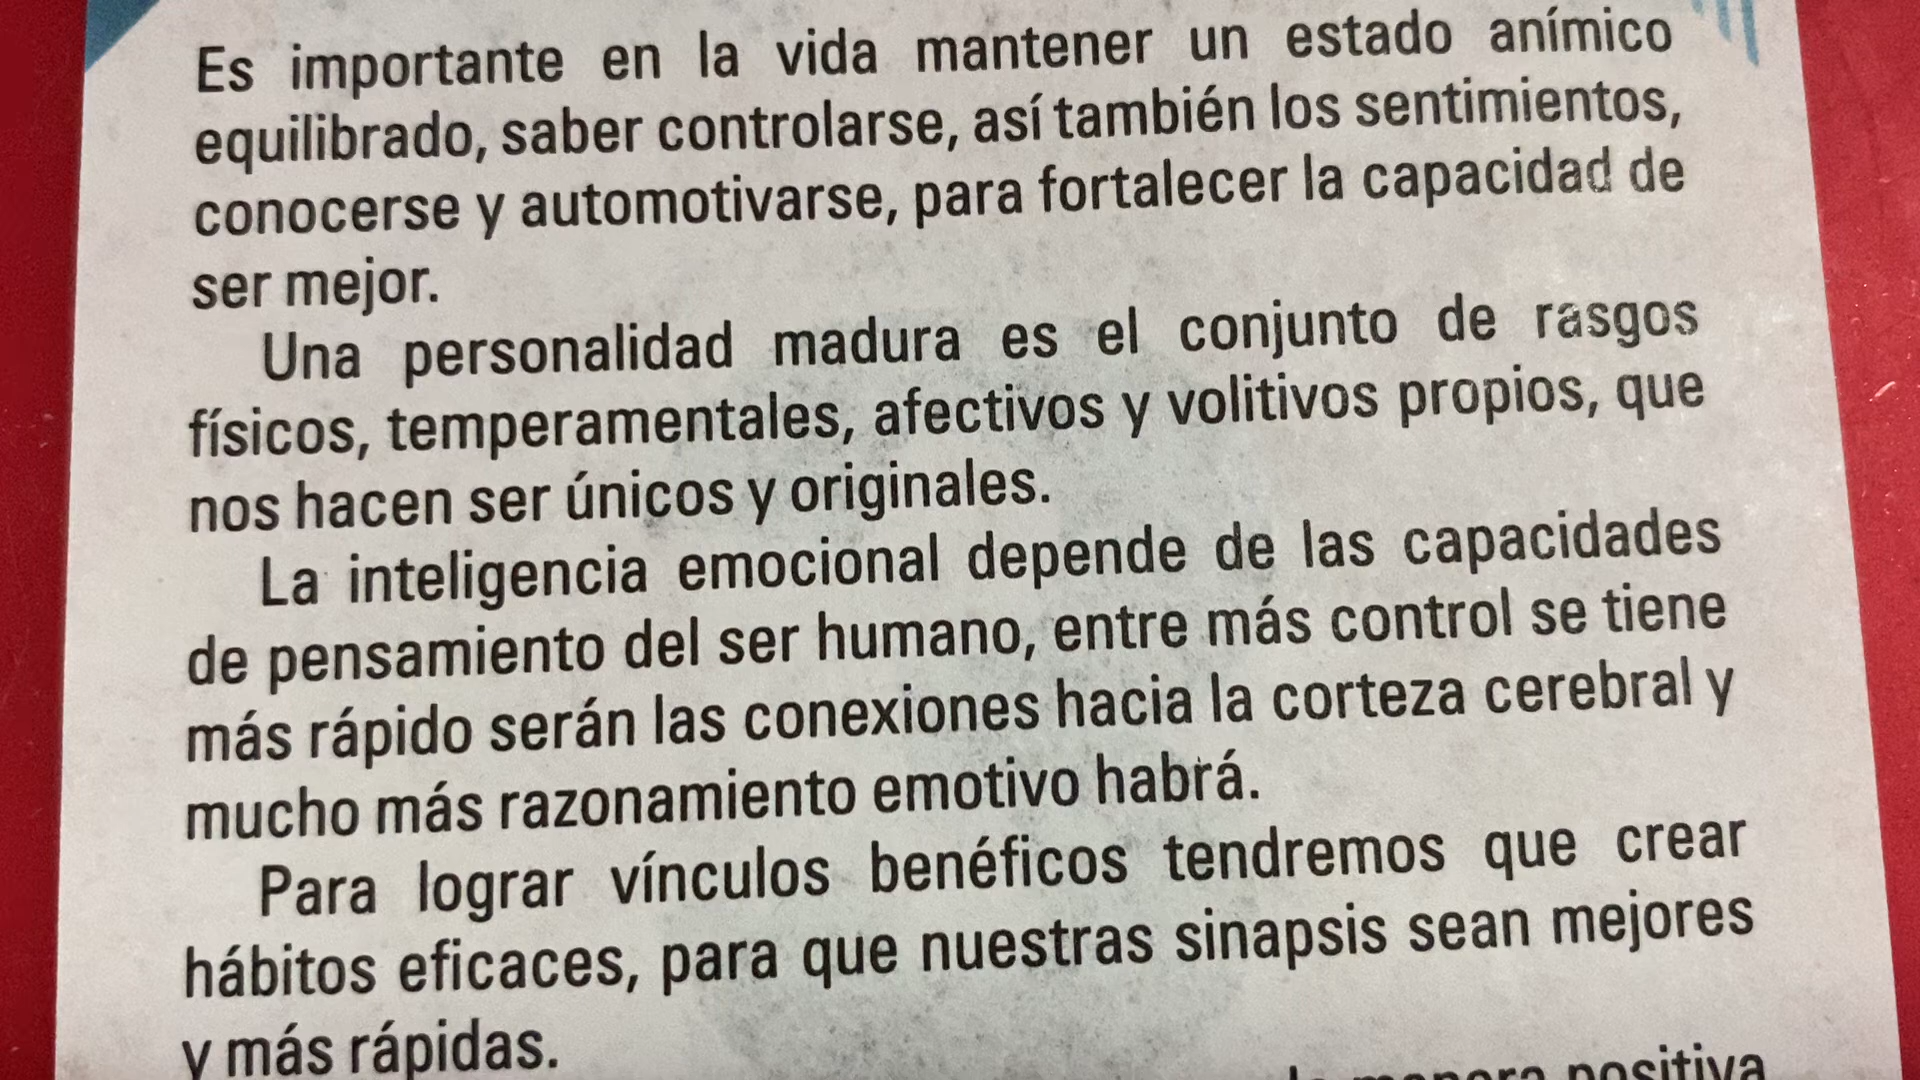 Es importante en la vida mantener un estado anímico
equilibrado, saber controlarse, así también los sentimientos,
conocerse y automotivarse, para fortalecer la capacidad de
ser mejor.
Una personalidad madura es el conjunto de rasgos
físicos, temperamentales, afectivos y volitivos propios, que
nos hacen ser únicos y originales.
La inteligencia emocional depende de las capacidades
de pensamiento del ser humano, entre más control se tiene
más rápido serán las conexiones hacia la corteza cerebral y
mucho más razonamiento emotivo habrá.
Para lograr vínculos benéficos tendremos que crear
hábitos eficaces, para que nuestras sinapsis sean mejores
y más rápidas.
manera positiva